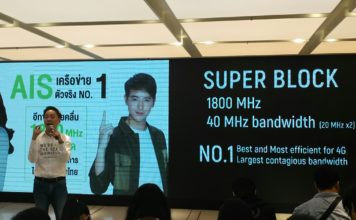 AIS เครือข่าย
ตัวจริง NO. 1
MHz
SUPER BLOCK
1800 MHz
40 MHz bandwidth (20 MHz x2)
NO.1 Best and Most efficient for 4G
Largest contagious bandwidth